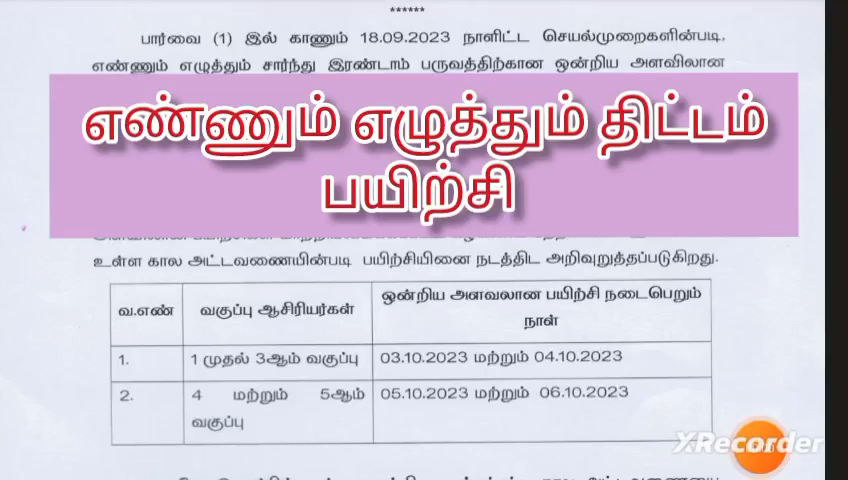 ******
பார்வை (1) இல் காணும் 18.09.2023 நாளிட்ட செயல்முறைகளின்படி,
எண்ணும் எழுத்தும் சார்ந்து இரண்டாம் பருவத்திற்கான ஒன்றிய அளவிலான
எண்ணும் எழுத்தும் திட்டம்
பயிற்சி
உள்ள கால அட்டவணையின்படி பயிற்சியினை நடத்திட அறிவுறுத்தப்படுகிறது.
வ.எண் வகுப்பு ஆசிரியர்கள் ஒன்றிய அளவலான பயிற்சி நடைபெறும்
நாள்
1. 1 முதல் 3ஆம் வகுப்பு 03.10.2023 மற்றும் 04.10.2023
2. 4 மற்றும் 5ஆம் 05.10.2023 மற்றும் 06.10.2023
வகுப்பு
XRecorder